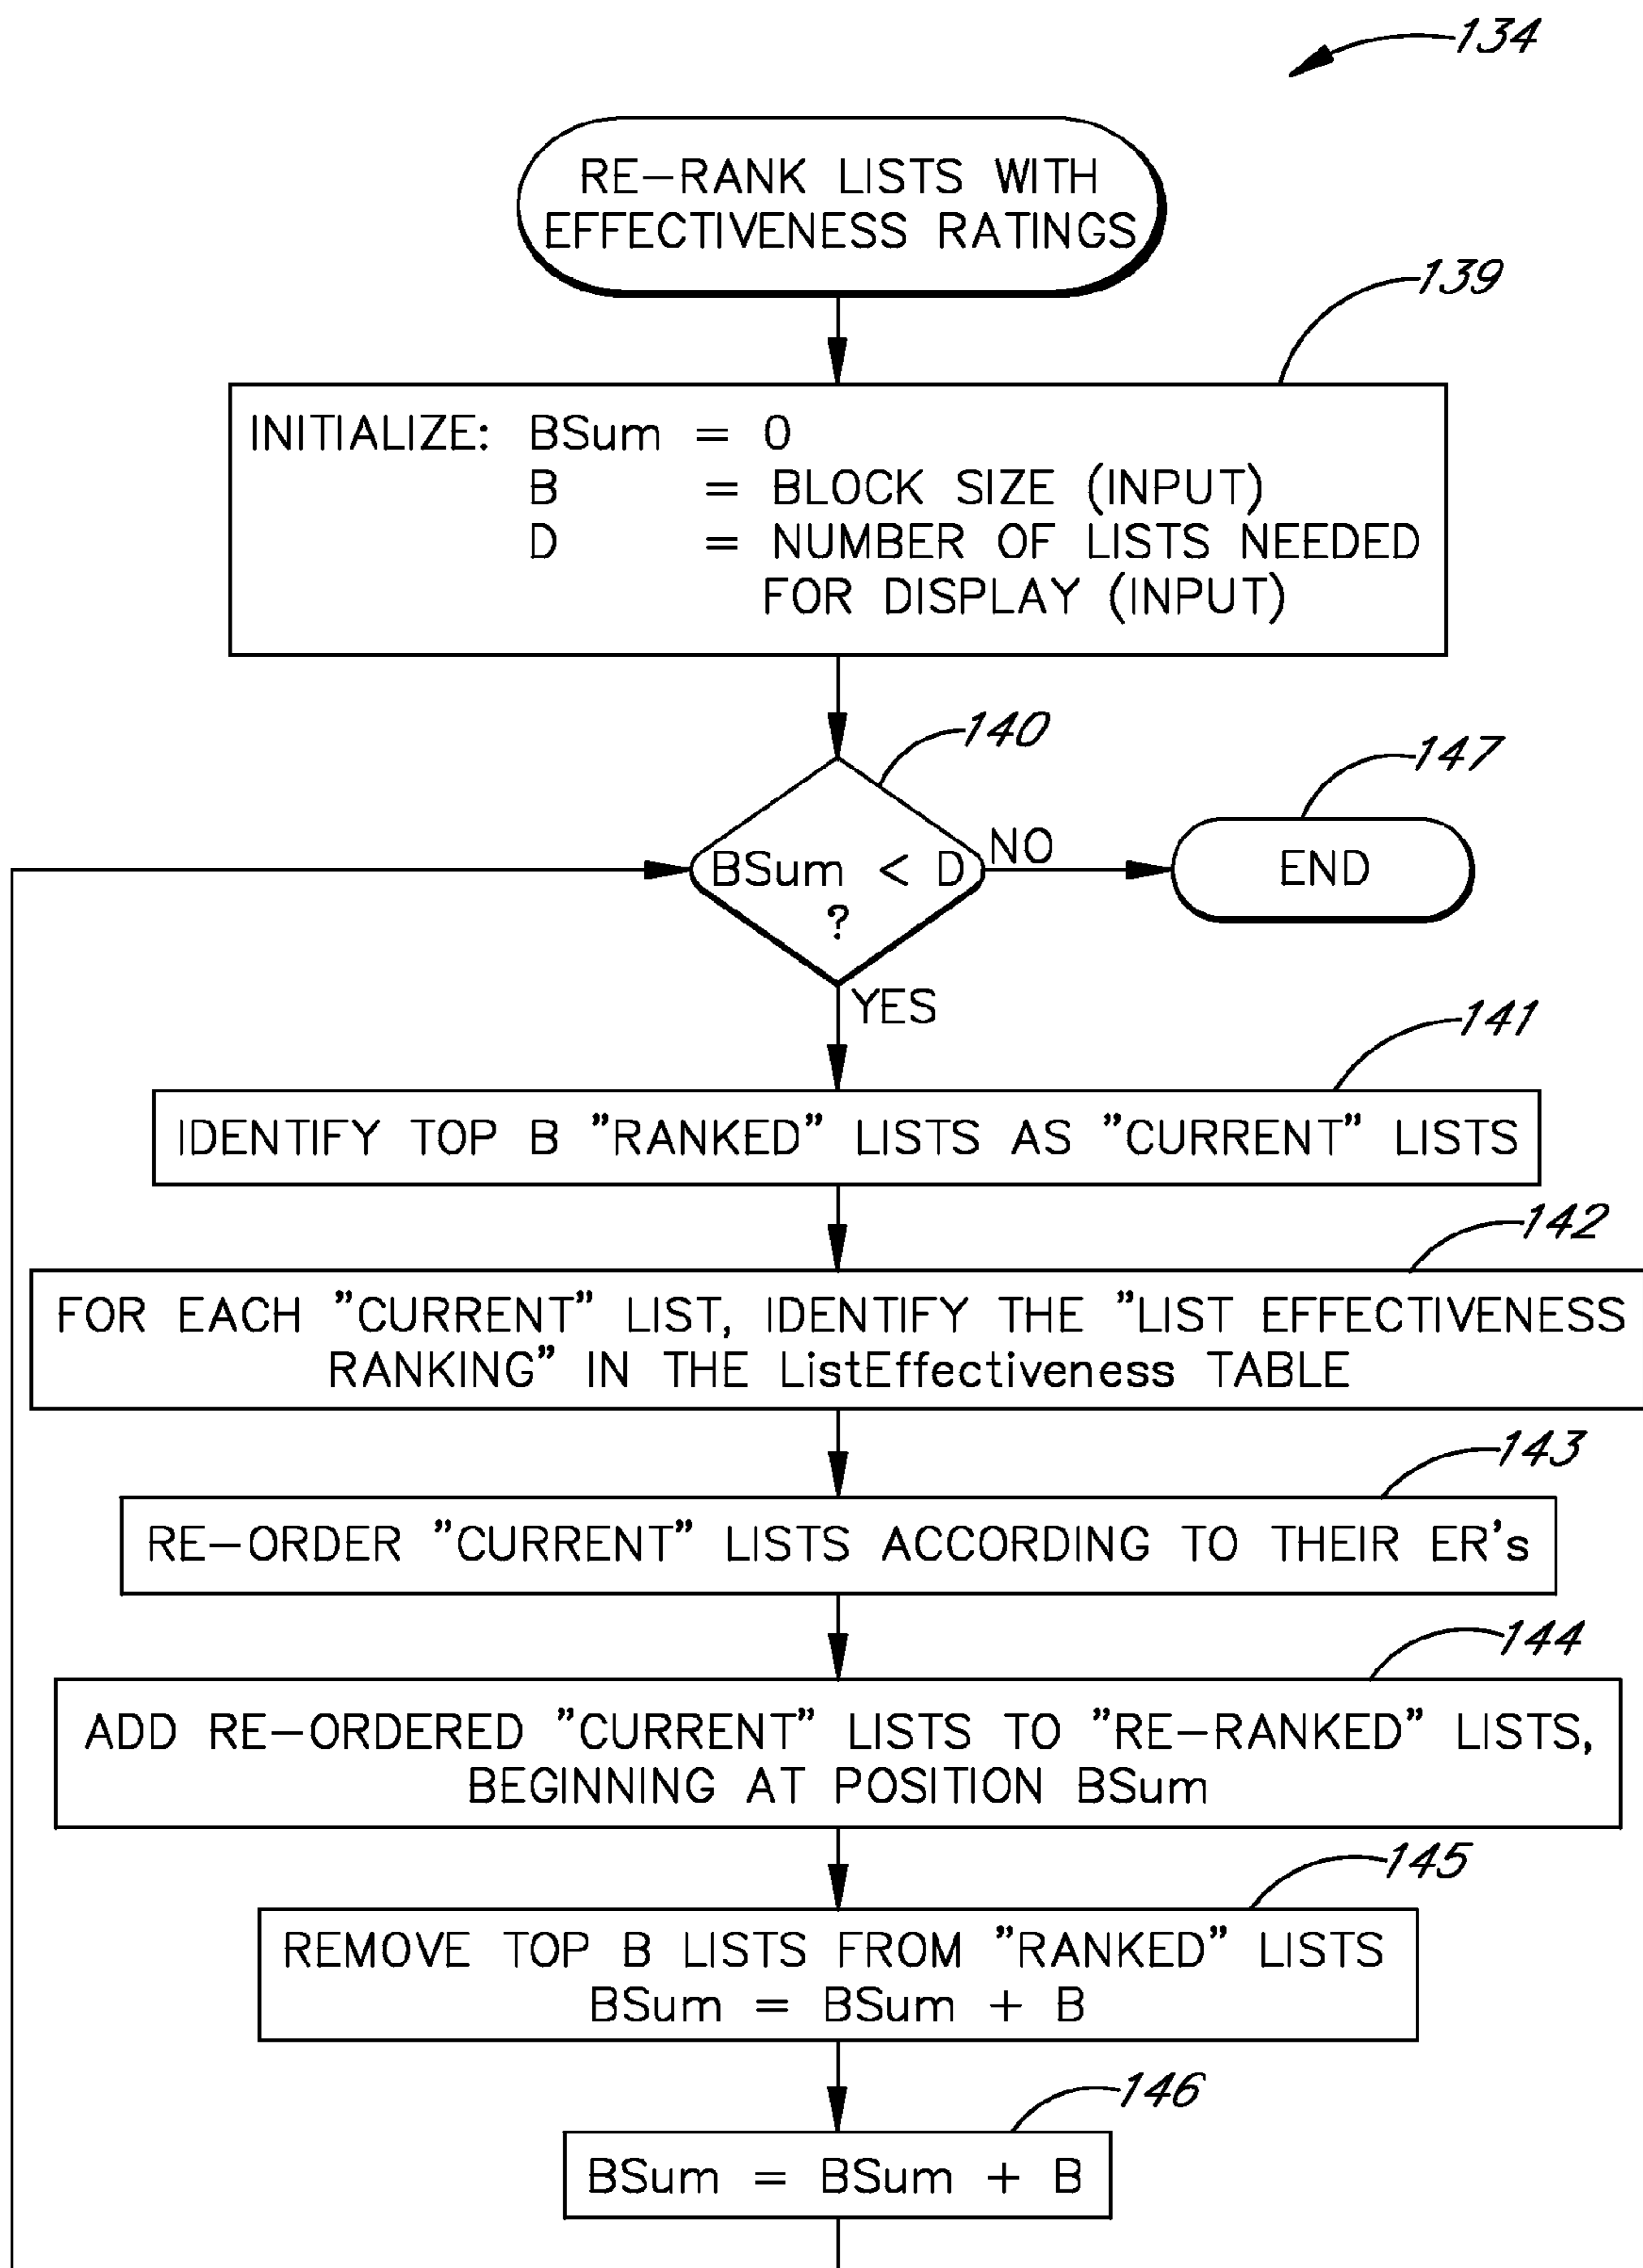 134
RE-RANK LISTS WITH
EFFECTIVENESS RATINGS
139
INITIALIZE: BSum = 0
B = BLOCK SIZE (INPUT)
D = NUMBER OF LISTS NEEDED
FOR DISPLAY (INPUT)
140
147
BSum < D
?
NO
END
YES
141
IDENTIFY TOP B "RANKED" LISTS AS "CURRENT" LISTS
142
FOR EACH "CURRENT" LIST, IDENTIFY THE "LIST EFFECTIVENESS
RANKING" IN THE ListEffectiveness TABLE
143
RE-ORDER "CURRENT" LISTS ACCORDING TO THEIR ER's
144
ADD RE-ORDERED "CURRENT" LISTS TO "RE-RANKED" LISTS,
BEGINNING AT POSITION BSum
145
REMOVE TOP B LISTS FROM "RANKED" LISTS
BSum = BSum + B
146
BSum = BSum + B